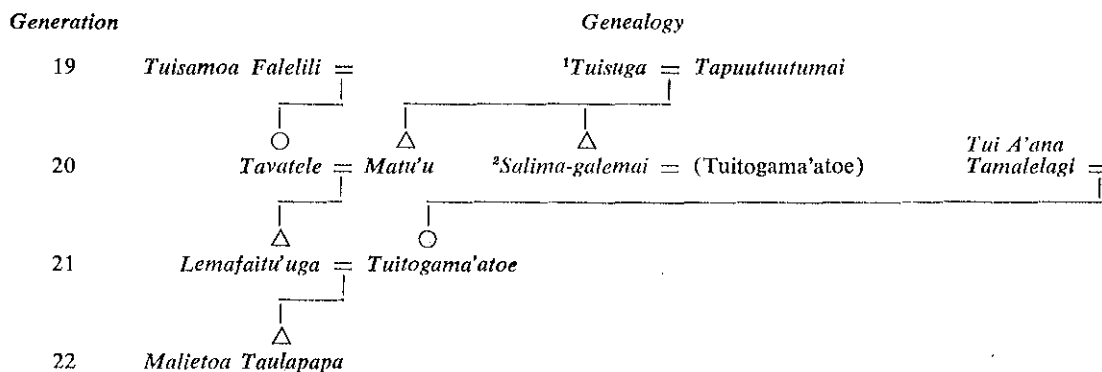 Generation Genealogy
19 Tuisamoa Falelili = ¹Tuisuga = Tapuutuutumai
Tui A'ana
20 Tavatele = Matu'u ²Salima-galemai = (Tuitogama'atoe) Tamalelagi =
21 Lemafaitu'uga = Tuitogama'atoe
22 Malietoa Taulapapa